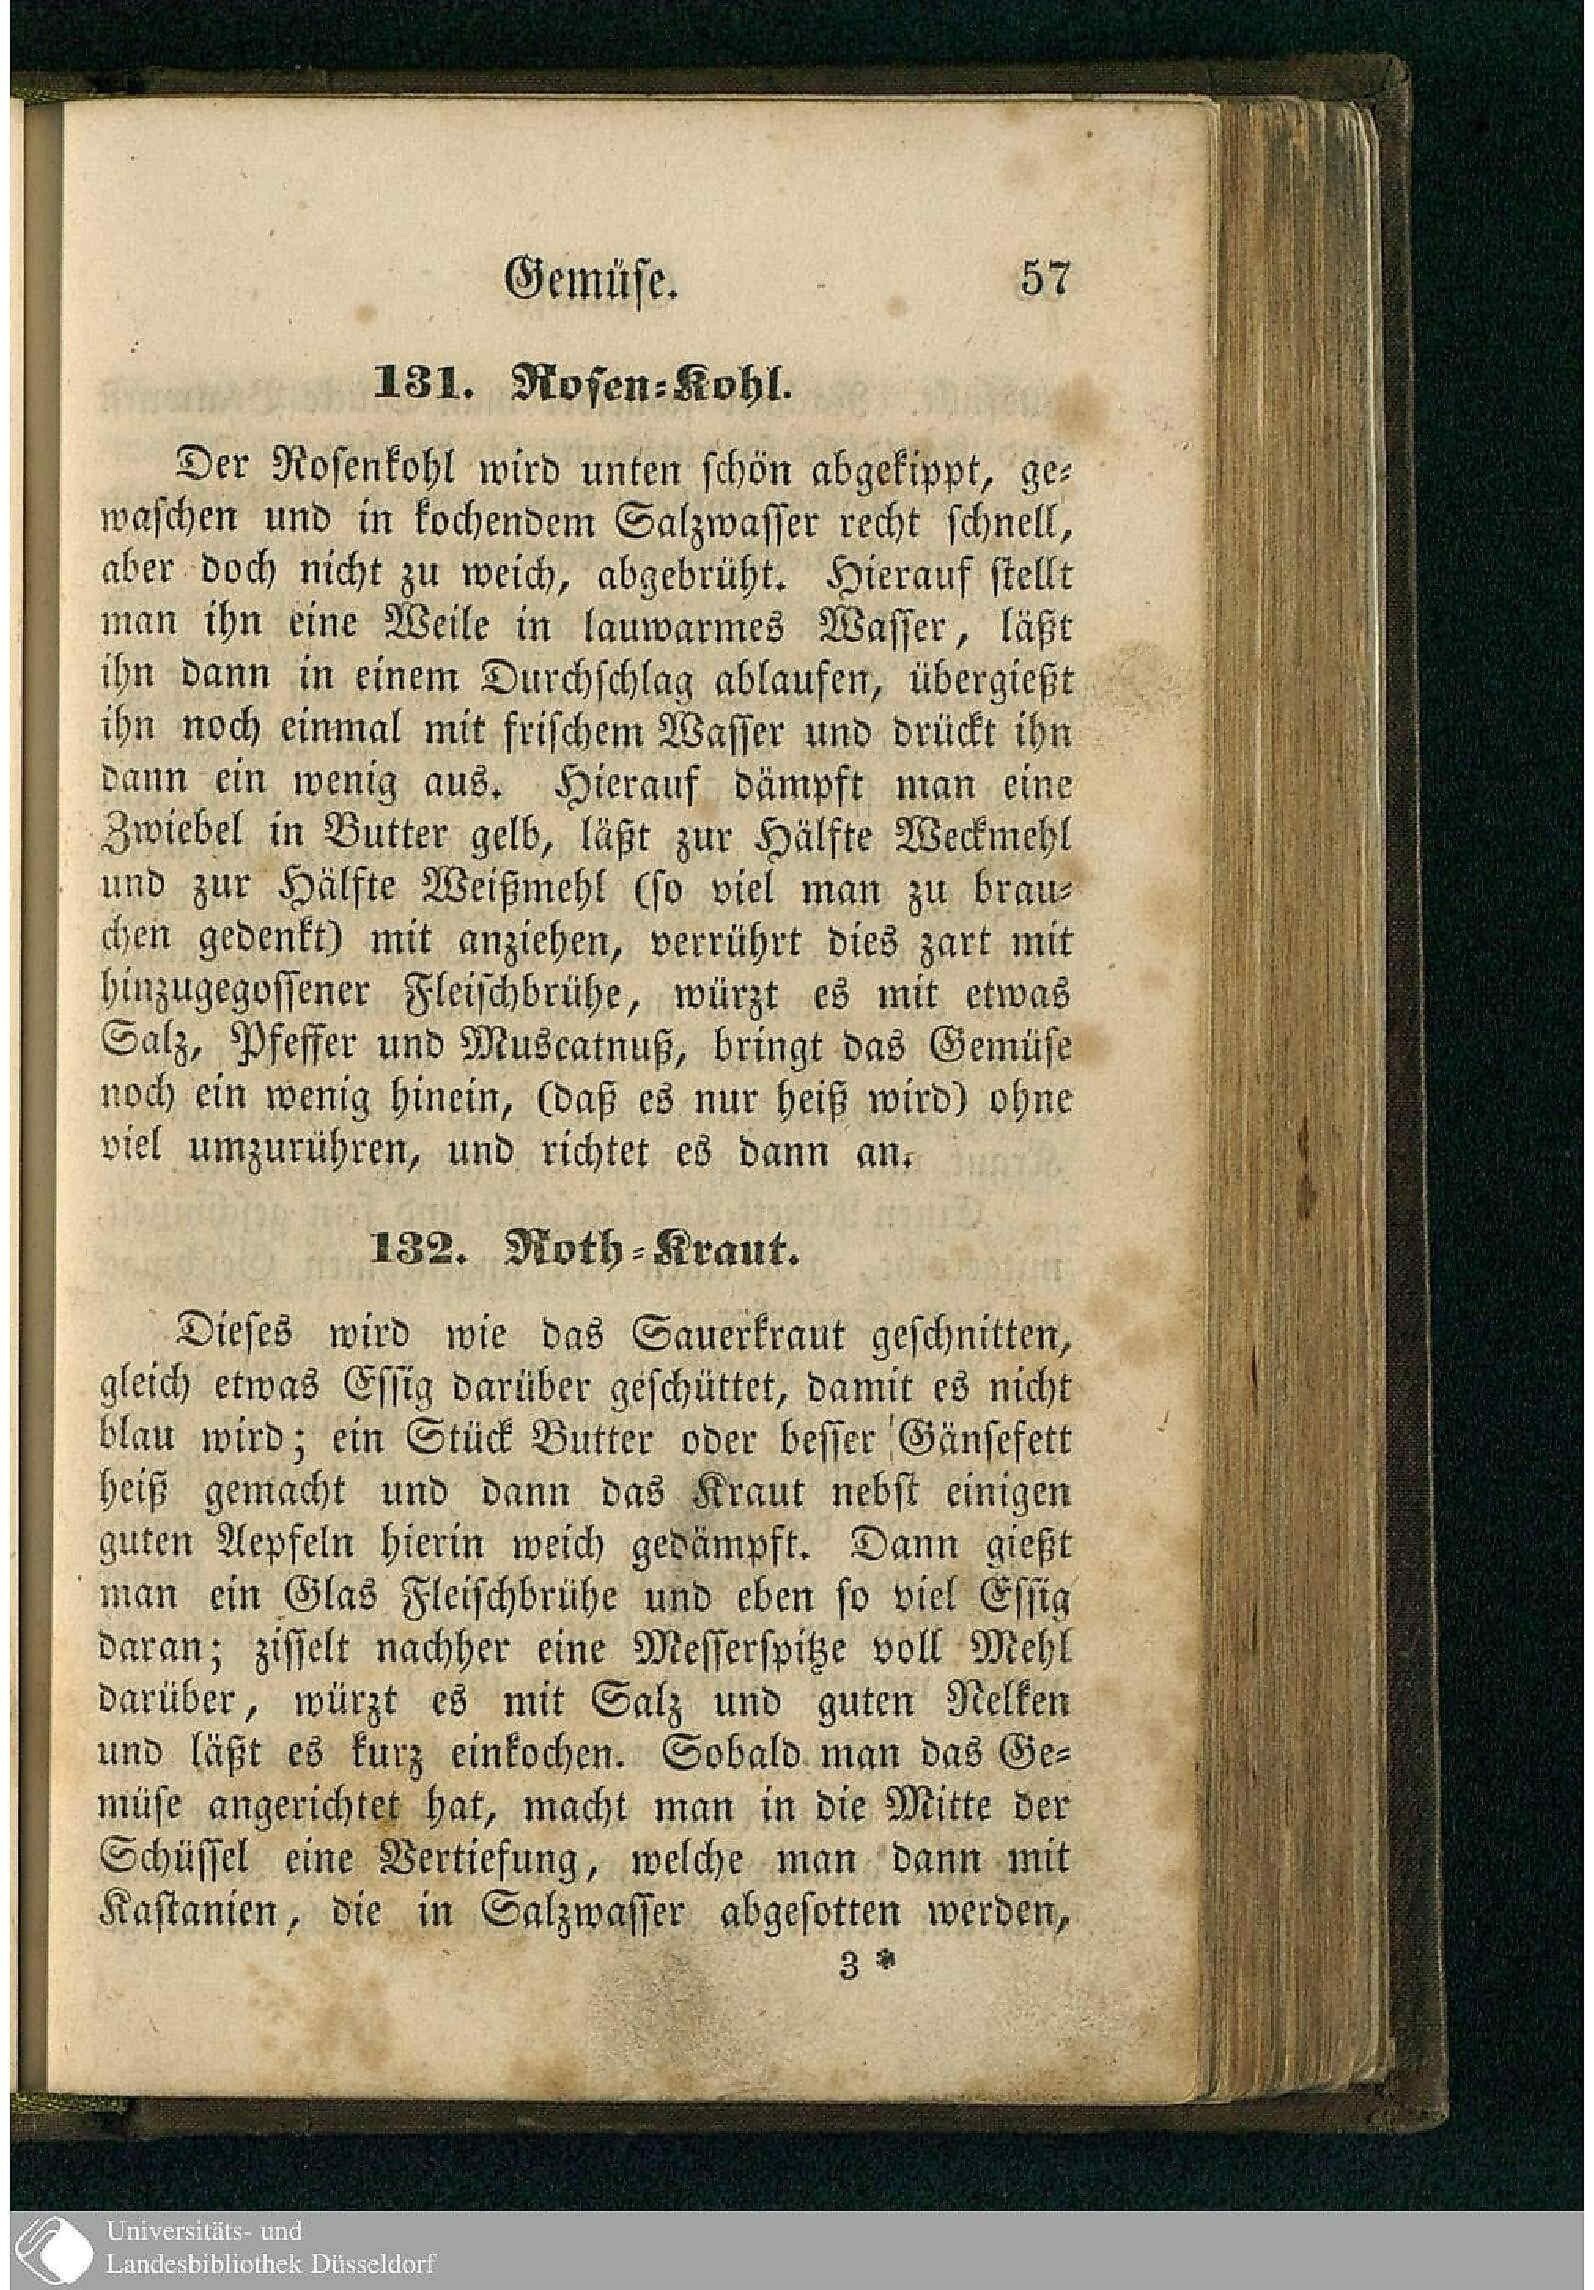 Gemüse. 57
131. Rosen-Kohl.
Der Rosenkohl wird unten schön abgekippt, ge-
waschen und in kochendem Salzwasser recht schnell,
aber doch nicht zu weich, abgebrüht. Hierauf stellt
man ihn eine Weile in lauwarmes Wasser, läßt
ihn dann in einem Durchschlag ablaufen, übergießt
ihn noch einmal mit frischem Wasser und drückt ihn
dann ein wenig aus. Hierauf dämpft man eine
Zwiebel in Butter gelb, läßt zur Hälfte Weckmehl
und zur Hälfte Weißmehl (so viel man zu brau-
chen gedenkt) mit anziehen, verrührt dies zart mit
hinzugegossener Fleischbrühe, würzt es mit etwas
Salz, Pfeffer und Muscatnuß, bringt das Gemüse
noch ein wenig hinein, (daß es nur heiß wird) ohne
viel umzurühren, und richtet es dann an.
132. Roth-Kraut.
Dieses wird wie das Sauerkraut geschnitten,
gleich etwas Essig darüber geschüttet, damit es nicht
blau wird; ein Stück Butter oder besser Gänsefett
heiß gemacht und dann das Kraut nebst einigen
guten Aepfeln hierin weich gedämpft. Dann gießt
man ein Glas Fleischbrühe und eben so viel Essig
daran; zisselt nachher eine Messerspitze voll Mehl
darüber, würzt es mit Salz und guten Nelken
und läßt es kurz einkochen. Sobald man das Ge-
müse angerichtet hat, macht man in die Mitte der
Schüssel eine Vertiefung, welche man dann mit
Kastanien, die in Salzwasser abgesotten werden,
3 *
Universitäts- und
Landesbibliothek Düsseldorf